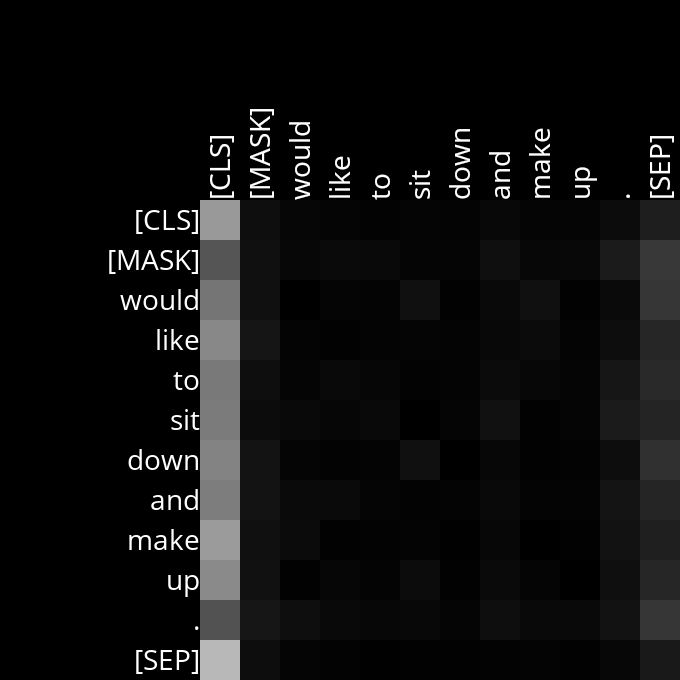 [CLS] [MASK] would like to sit down and make up . [SEP]
[CLS]
[MASK]
would
like
to
sit
down
and
make
up
.
[SEP]